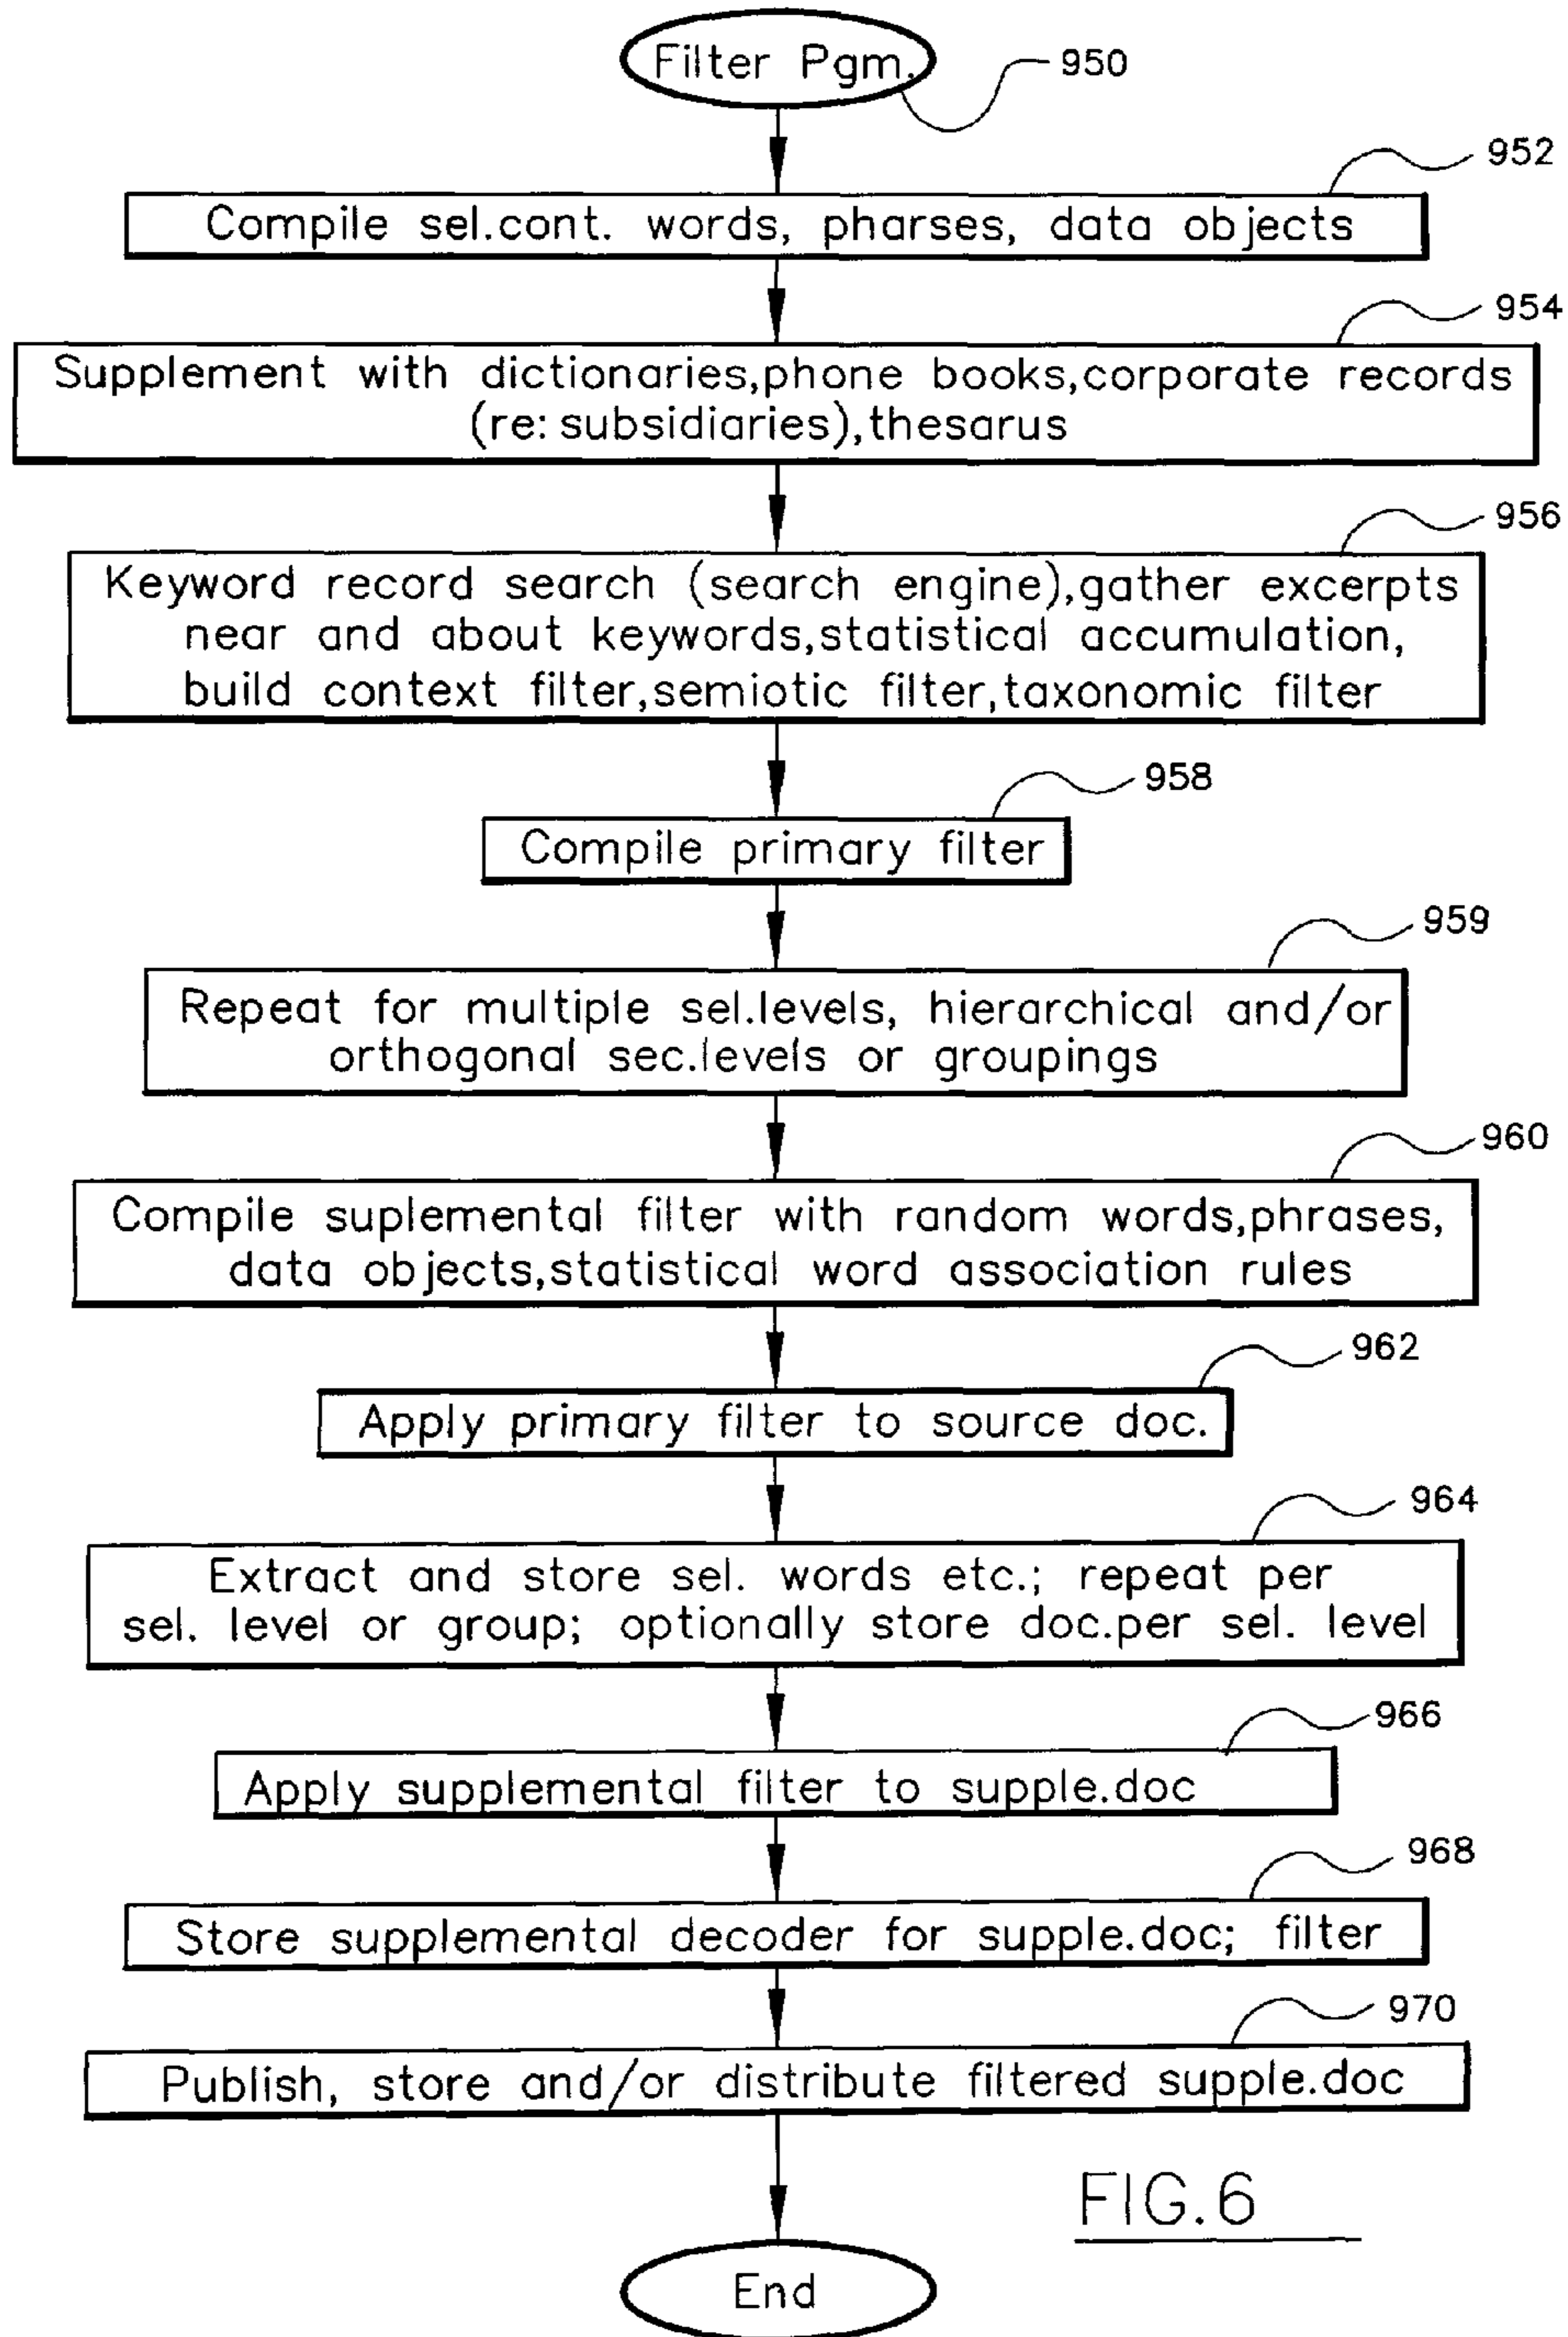 Filter Pgm.
950
952
Compile sel.cont. words, pharses, data objects
954
Supplement with dictionaries,phone books,corporate records
(re: subsidiaries),thesarus
956
Keyword record search (search engine),gather excerpts
near and about keywords,statistical accumulation,
build context filter,semiotic filter,taxonomic filter
958
Compile primary filter
959
Repeat for multiple sel.levels, hierarchical and/or
orthogonal sec.levels or groupings
960
Compile suplemental filter with random words,phrases,
data objects,statistical word association rules
962
Apply primary filter to source doc.
964
Extract and store sel. words etc.; repeat per
sel. level or group; optionally store doc.per sel. level
966
Apply supplemental filter to supple.doc
968
Store supplemental decoder for supple.doc; filter
970
Publish, store and/or distribute filtered supple.doc
FIG.6
End